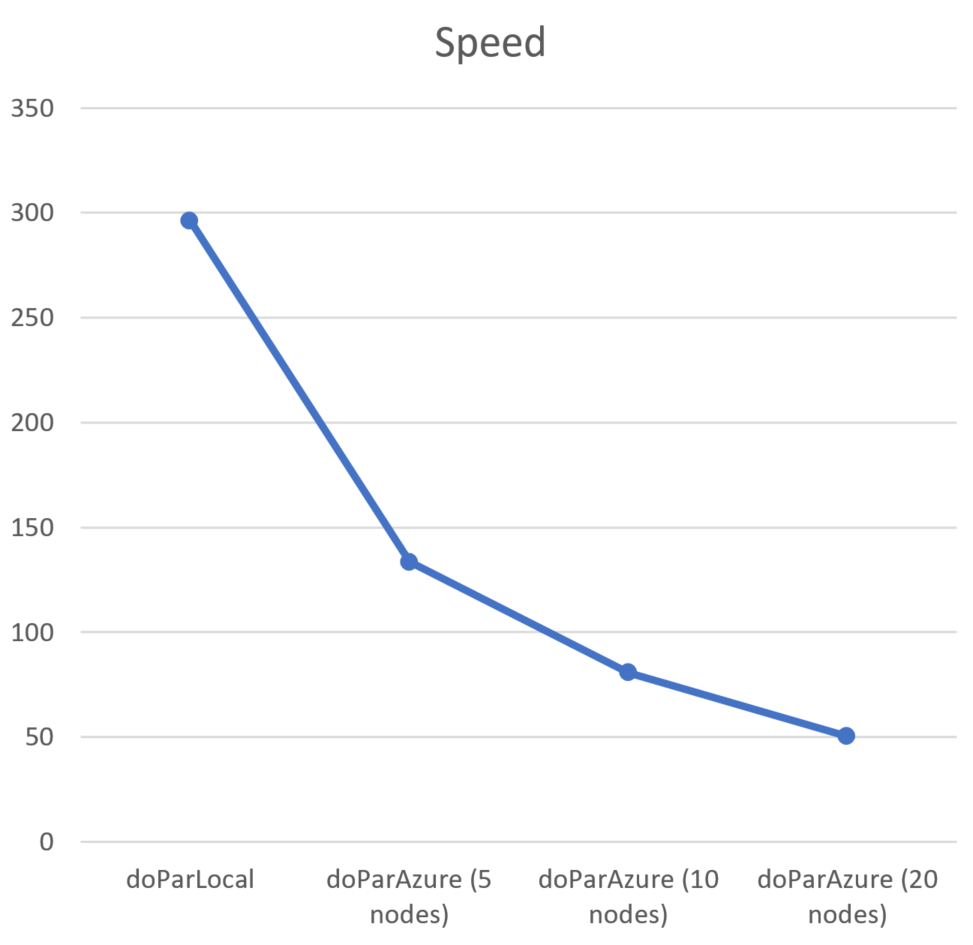 Speed
350
300
250
200
150
100
50
0
doParLocal
doParAzure (5
nodes)
doParAzure (10
nodes)
doParAzure (20
nodes)